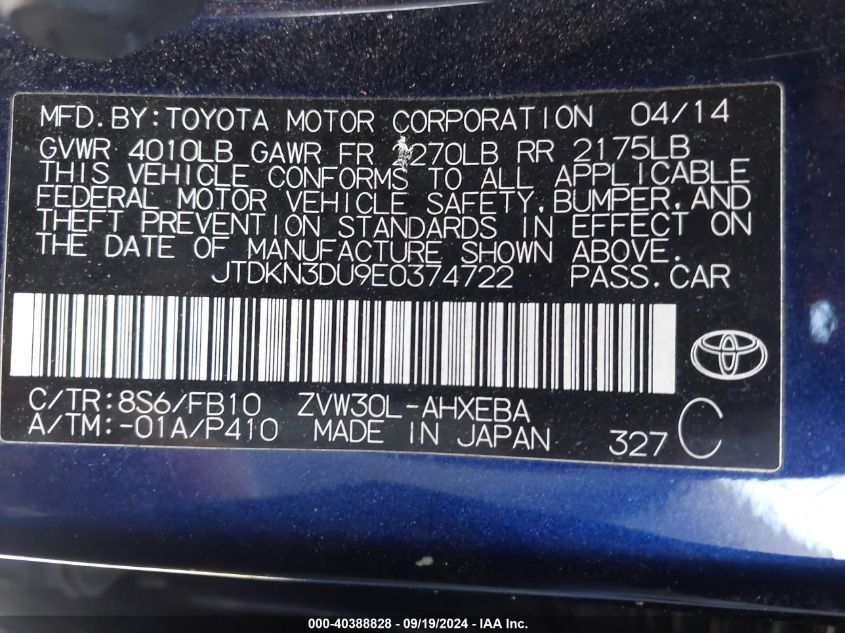 MFD.BY:TOYOTA MOTOR CORPORATION 04/14
GVWR 4010LB GAWR FR 2270LB RR 2175LB
THIS VEHICLE CONFORMS TO ALL APPLICABLE
FEDERAL MOTOR VEHICLE SAFETY,BUMPER,AND
THEFT PREVENTION STANDARDS IN EFFECT ON
THE DATE OF MANUFACTURE SHOWN ABOVE.
JTDKN3DU9E0374722 PASS.CAR
C/TR:8S6/FB10 ZVW30L-AHXEBA
A/TM:-01A/P410 MADE IN JAPAN 327 C
000-40388828 - 09/19/2024 - IAA Inc.